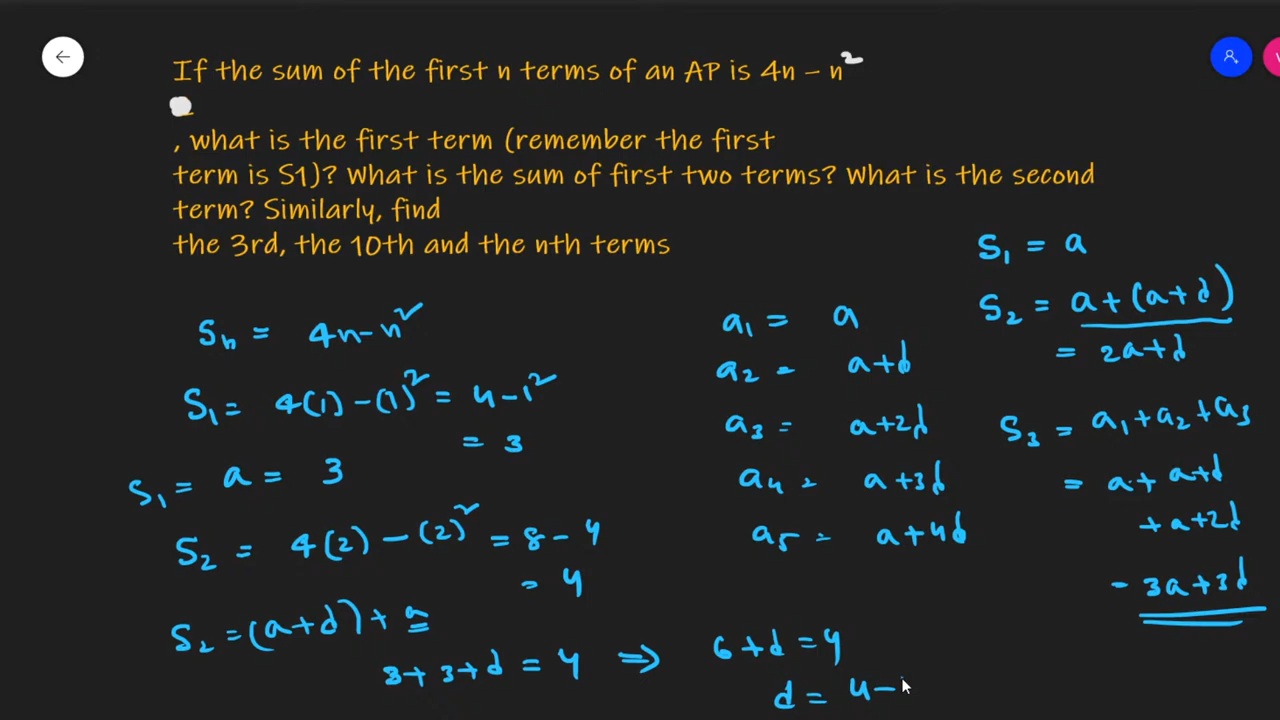 If the sum of the first n terms of an AP is 4n – n²
, what is the first term (remember the first
term is S1)? What is the sum of first two terms? What is the second
term? Similarly, find
the 3rd, the 10th and the nth terms
Sn = 4n-n²
S₁ = 4(1) - (1)² = 4-1²
= 3
S₁ = a = 3
S₂ = 4(2) - (2)² = 8 - 4
= 4
S₂ = (a+d) + a
3+3+d = 4 ⇒ 6+d = 4
d = 4-
a₁ = a
a₂ = a+d
a₃ = a+2d
a₄ = a+3d
a₅ = a+4d
S₁ = a
S₂ = a+(a+d)
= 2a+d
S₃ = a₁+a₂+a₃
= a+ a+d
+a+2d
= 3a+3d